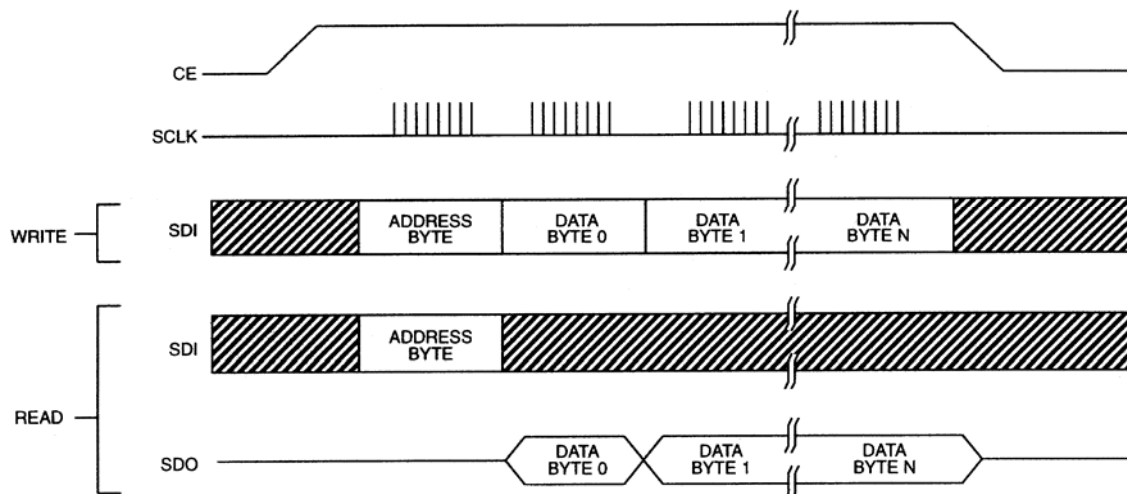 CE
SCLK
WRITE
SDI
ADDRESS
BYTE
DATA
BYTE 0
DATA
BYTE 1
DATA
BYTE N
READ
SDI
ADDRESS
BYTE
SDO
DATA
BYTE 0
DATA
BYTE 1
DATA
BYTE N